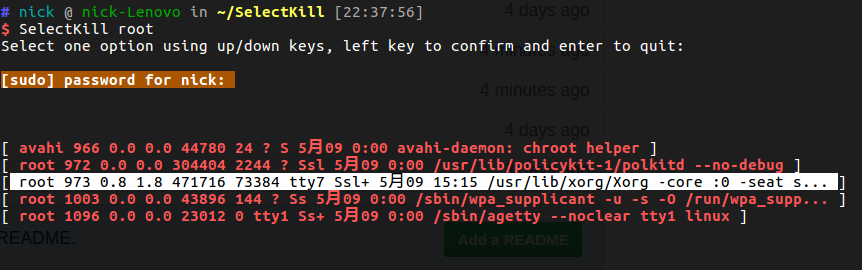 4 days ago
# nick @ nick-Lenovo in ~/SelectKill [22:37:56]
$ SelectKill root
Select one option using up/down keys, left key to confirm and enter to quit:
4 minutes ago
[sudo] password for nick:
4 minutes ago
4 days ago
[ avahi 966 0.0 0.0 44780 24 ? S 5月09 0:00 avahi-daemon: chroot helper ]
[ root 972 0.0 0.0 304404 2244 ? Ssl 5月09 0:00 /usr/lib/policykit-1/polkitd --no-debug ]
[ root 973 0.8 1.8 471716 73384 tty7 Ssl+ 5月09 15:15 /usr/lib/xorg/Xorg -core :0 -seat s... ]
[ root 1003 0.0 0.0 43896 144 ? Ss 5月09 0:00 /sbin/wpa_supplicant -u -s -O /run/wpa_supp... ]
[ root 1096 0.0 0.0 23012 0 tty1 Ss+ 5月09 0:00 /sbin/agetty --noclear tty1 linux ]
README.
Add a README